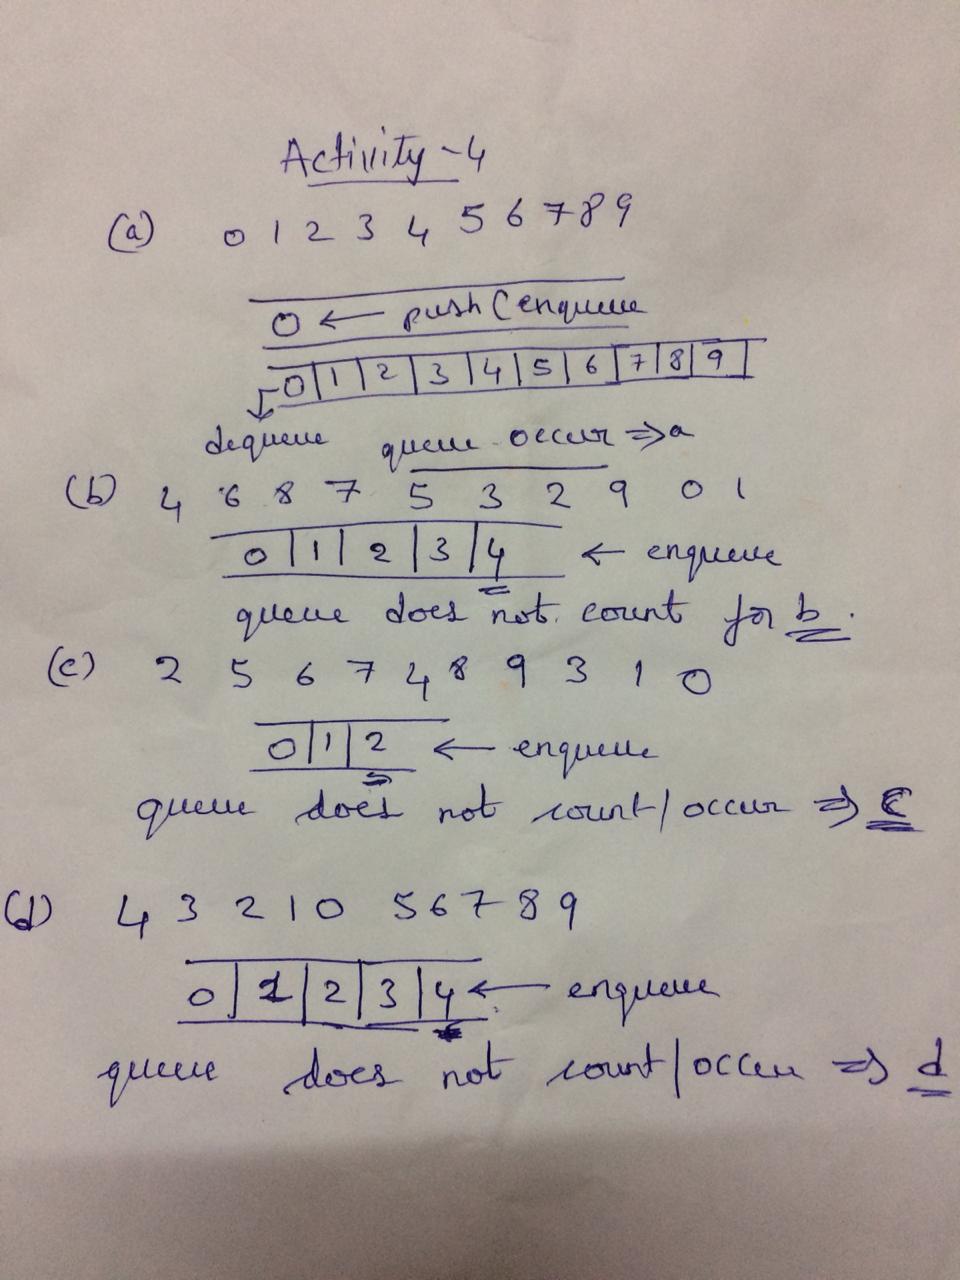 Activity-4
(a) 0 1 2 3 4 5 6 7 8 9
0 ← push (enqueue
0 1 2 3 4 5 6 7 8 9
dequeue queue occur ⇒ a
(b) 4 6 8 7 5 3 2 9 0 1
0 1 2 3 4 ← enqueue
queue does not count for b.
(c) 2 5 6 7 4 8 9 3 1 0
0 1 2 ← enqueue
queue does not count/occur ⇒ c
(d) 4 3 2 1 0 5 6 7 8 9
0 1 2 3 4 ← enqueue
queue does not count/occur ⇒ d